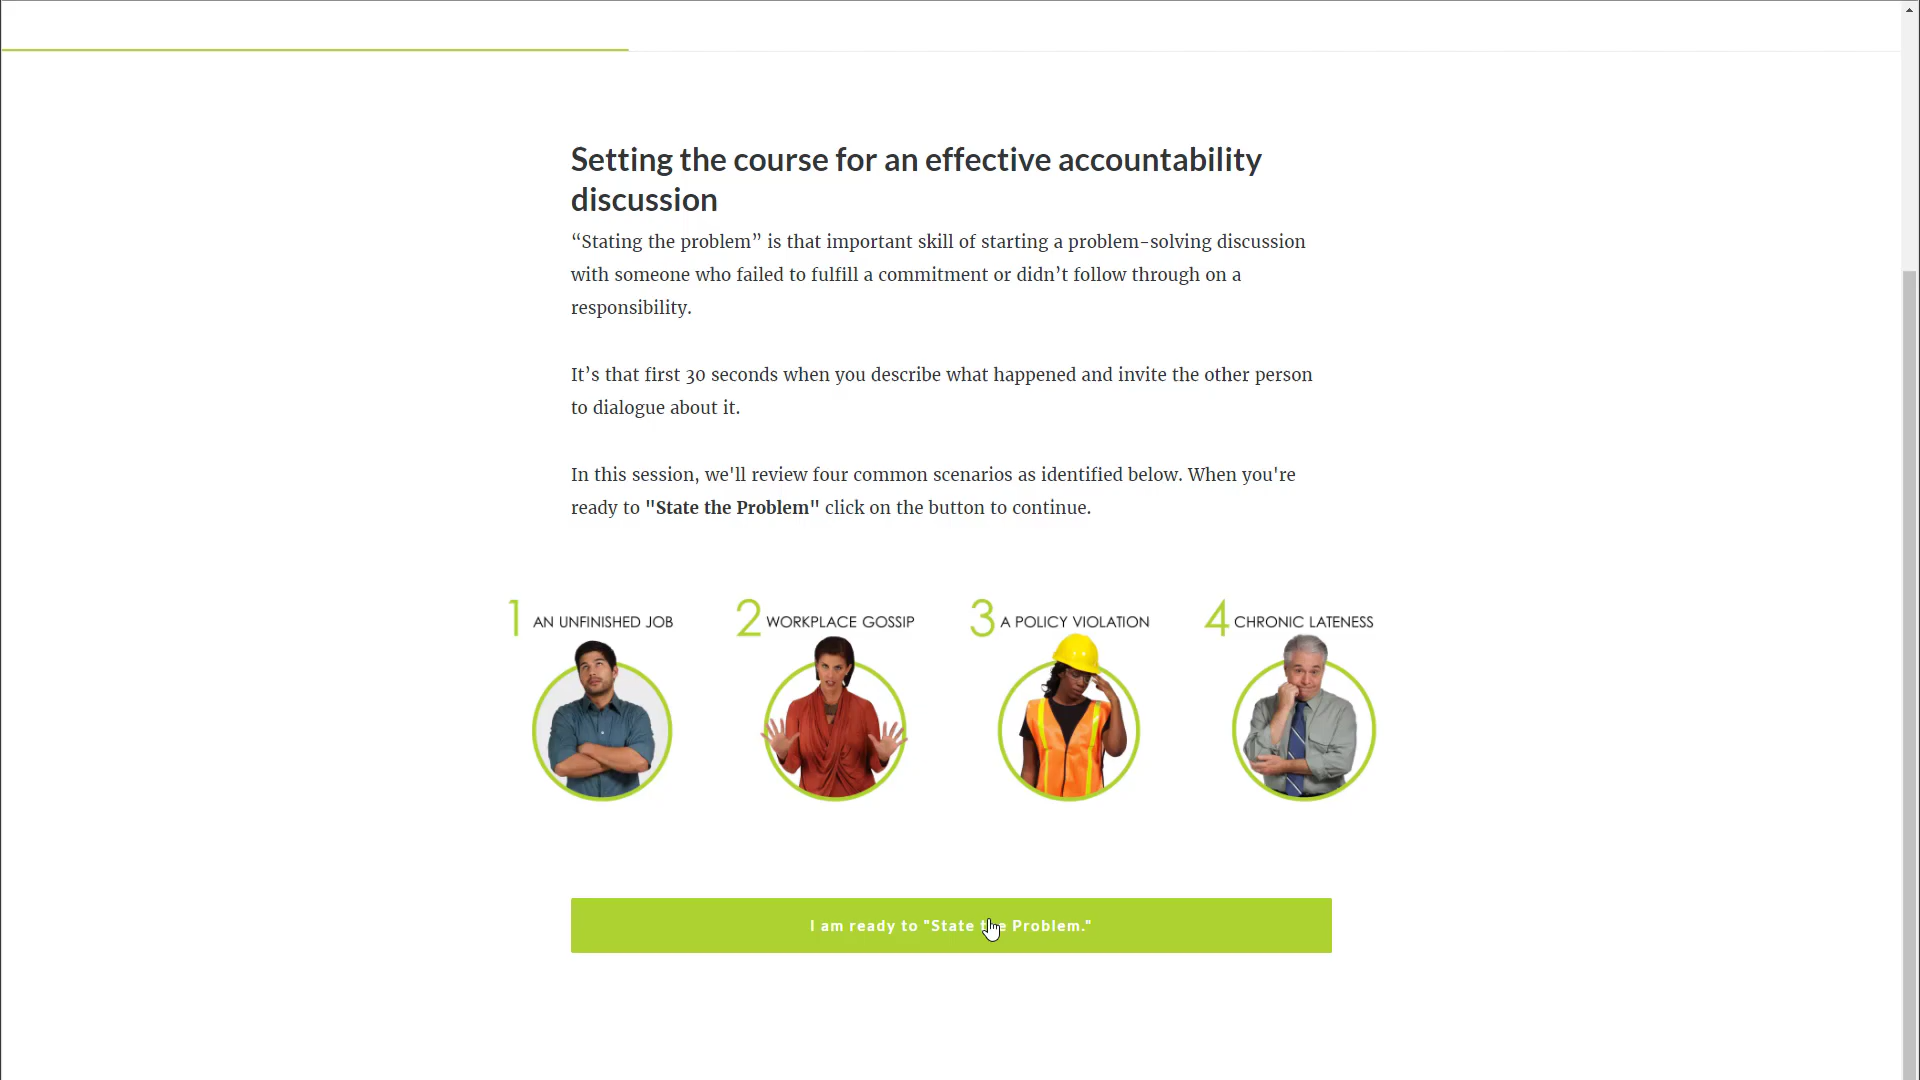 Setting the course for an effective accountability
discussion
“Stating the problem” is that important skill of starting a problem-solving discussion
with someone who failed to fulfill a commitment or didn’t follow through on a
responsibility.
It’s that first 30 seconds when you describe what happened and invite the other person
to dialogue about it.
In this session, we'll review four common scenarios as identified below. When you're
ready to "State the Problem" click on the button to continue.
1 AN UNFINISHED JOB
2 WORKPLACE GOSSIP
3 A POLICY VIOLATION
4 CHRONIC LATENESS
I am ready to "State the Problem."